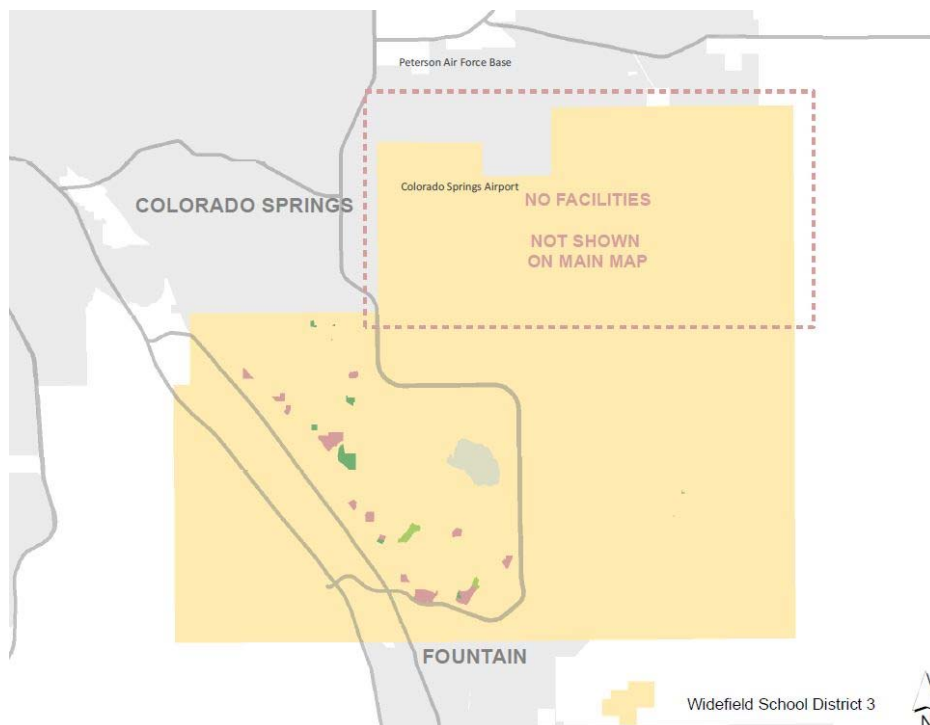 Peterson Air Force Base
Colorado Springs Airport
COLORADO SPRINGS
NO FACILITIES
NOT SHOWN
ON MAIN MAP
FOUNTAIN
Widefield School District 3
N